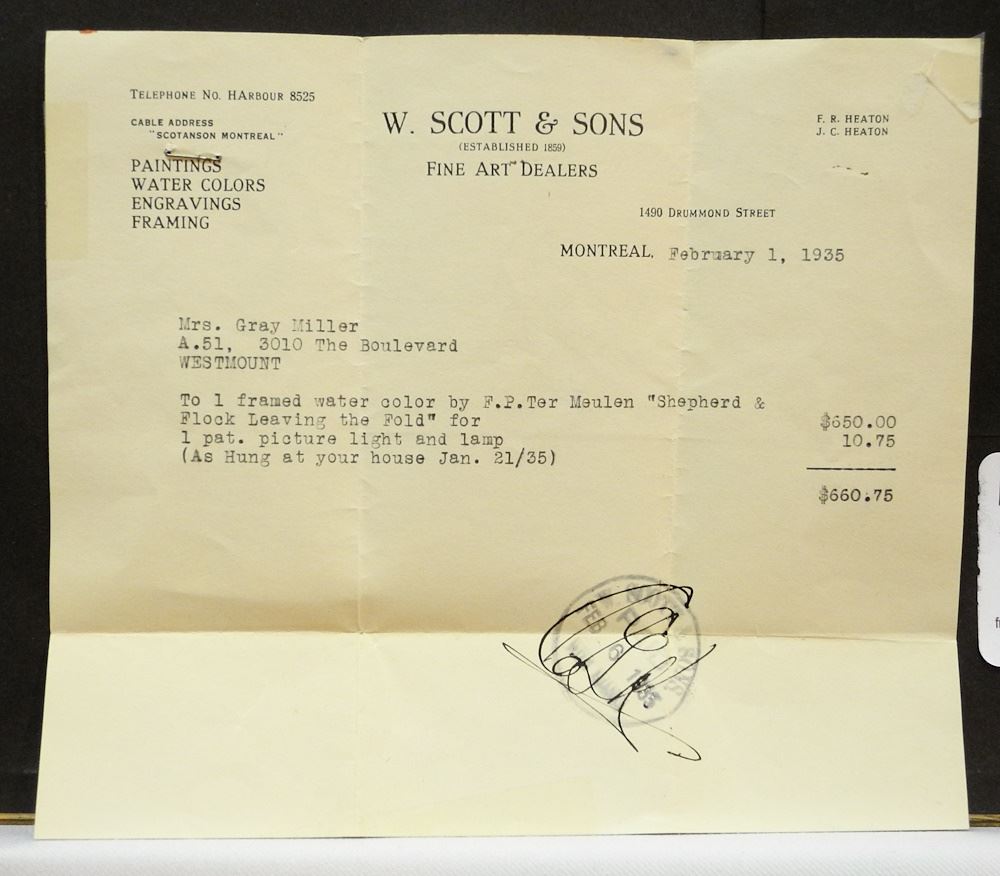 TELEPHONE NO. HARBOUR 8525
CABLE ADDRESS
"SCOTANSON MONTREAL"
PAINTINGS
WATER COLORS
ENGRAVINGS
FRAMING
W. SCOTT & SONS
(ESTABLISHED 1859)
FINE ART DEALERS
F. R. HEATON
J. C. HEATON
1490 DRUMMOND STREET
MONTREAL, February 1, 1935
Mrs. Gray Miller
A.51, 3010 The Boulevard
WESTMOUNT
To 1 framed water color by F.P.Ter Meulen "Shepherd &
Flock Leaving the Fold" for $650.00
1 pat. picture light and lamp 10.75
(As Hung at your house Jan. 21/35)
$660.75
FEB 6 1935